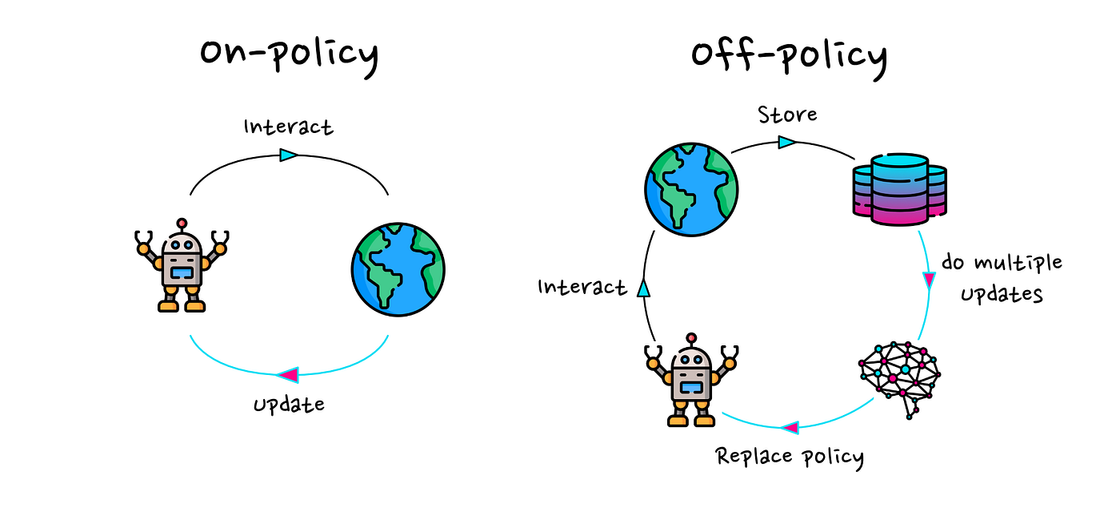 on-policy
off-policy
Interact
update
Store
do multiple
updates
Interact
Replace policy